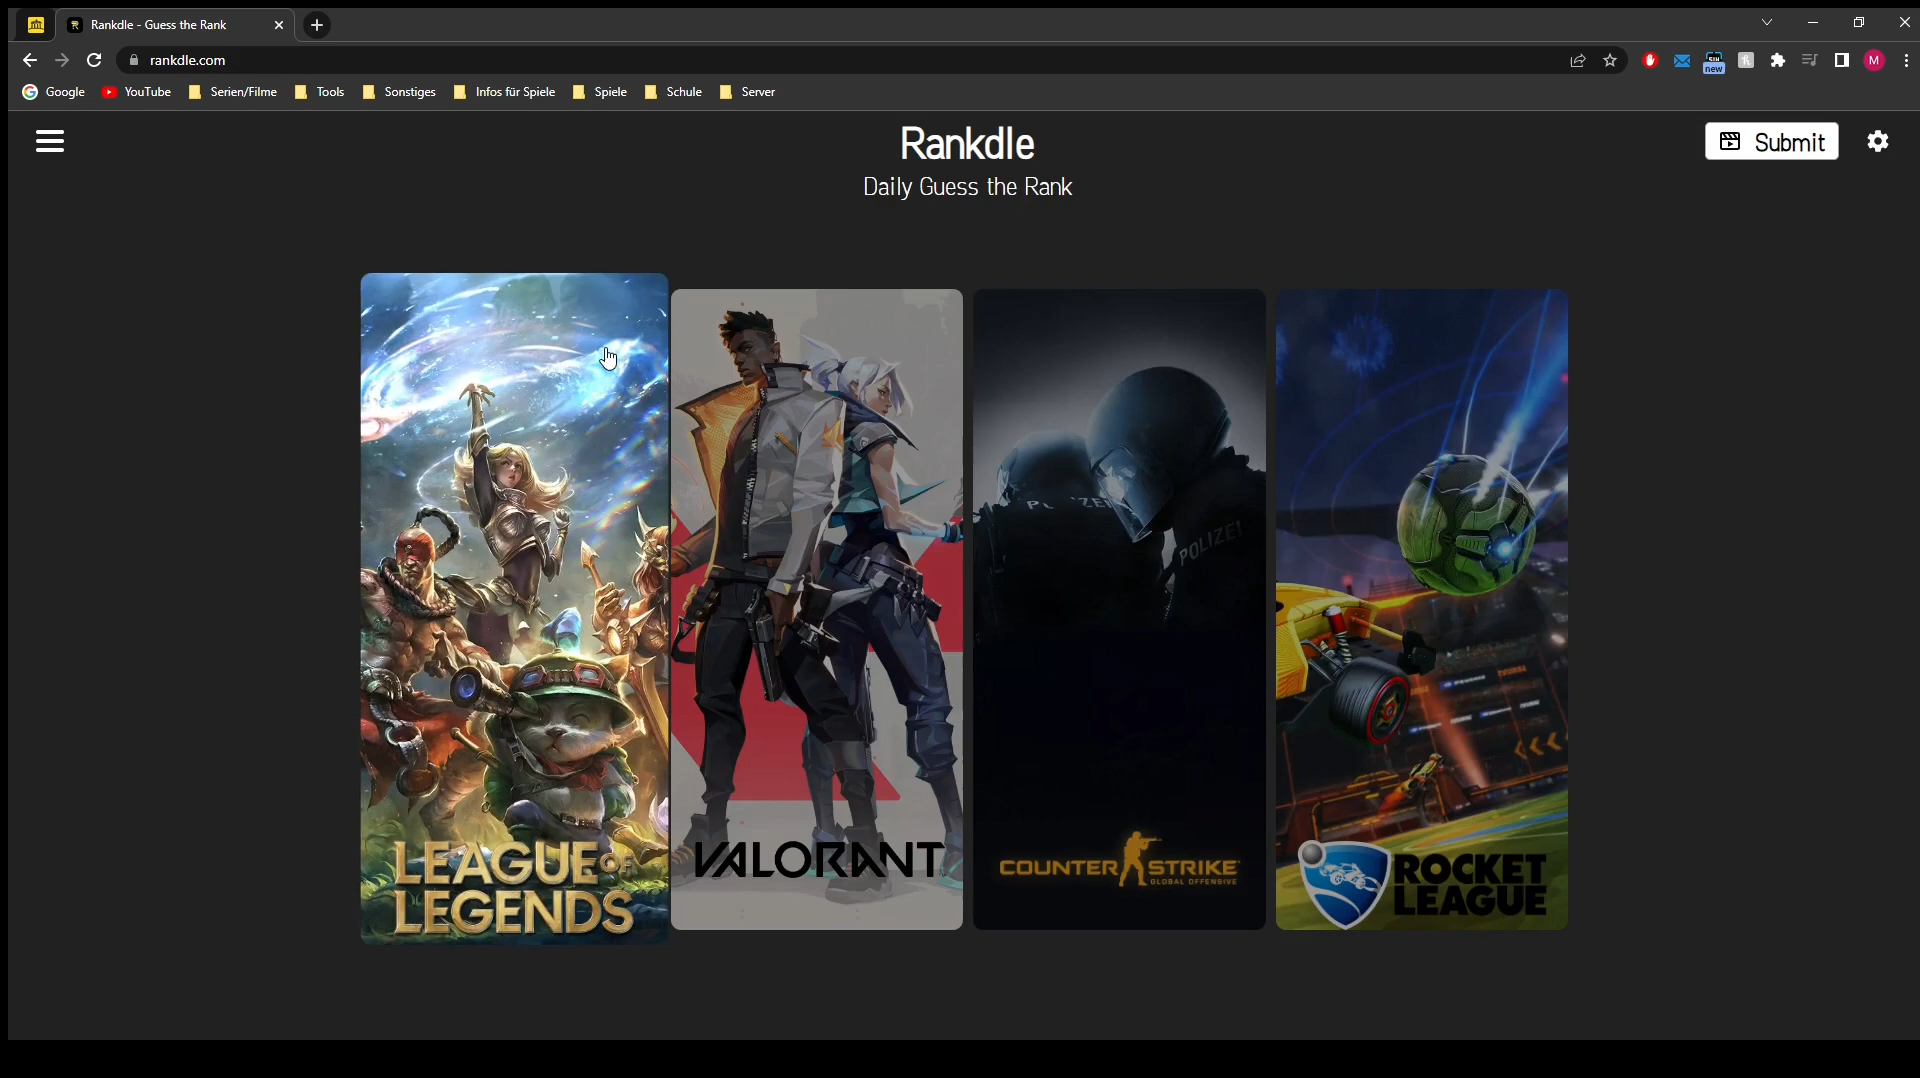 Rankdle - Guess the Rank
rankdle.com
new
M
Google YouTube Serien/Filme Tools Sonstiges Infos für Spiele Spiele Schule Server
Rankdle
Submit
Daily Guess the Rank
POLIZEI
LEAGUE OF
LEGENDS
VALORANT
COUNTER STRIKE
GLOBAL OFFENSIVE
ROCKET
LEAGUE